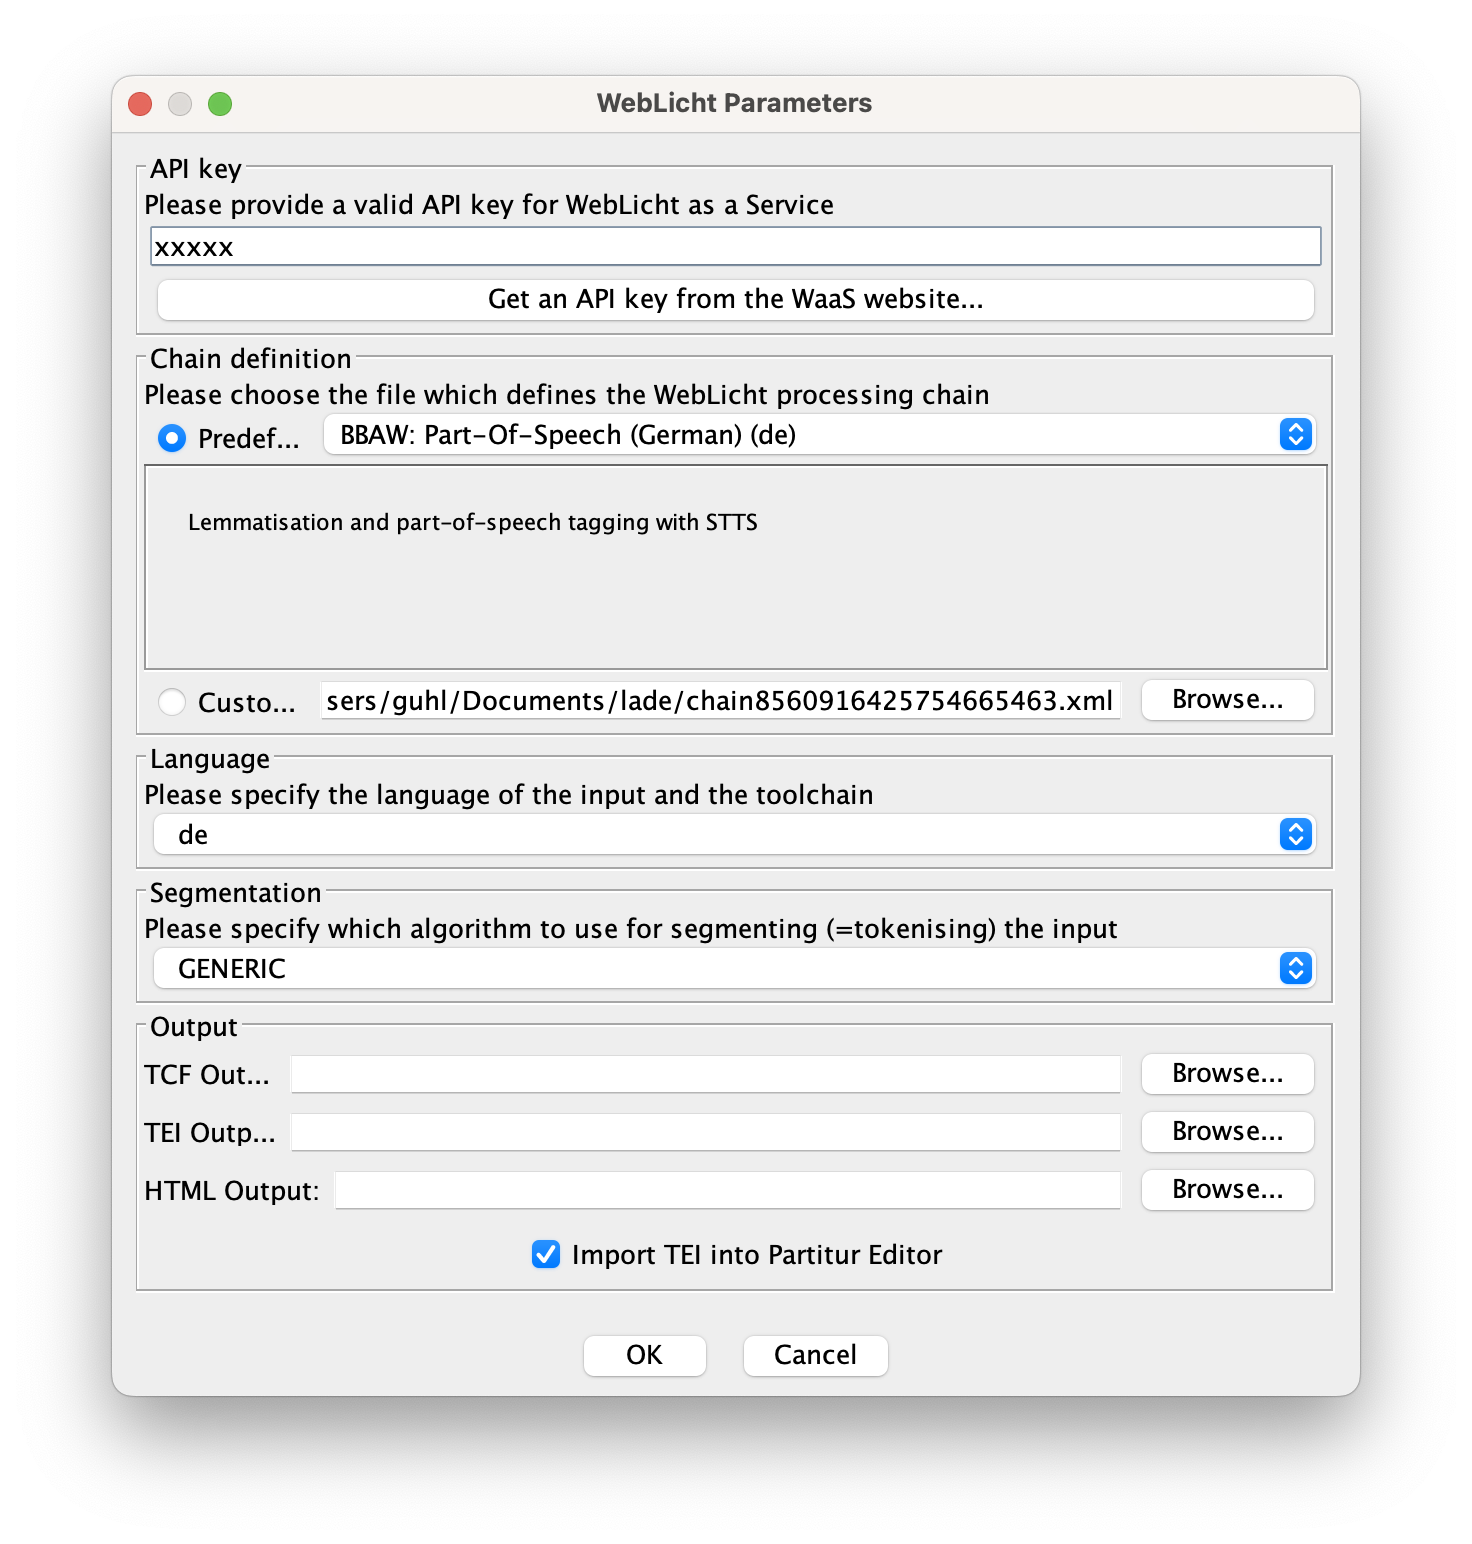 WebLicht Parameters
API key
Please provide a valid API key for WebLicht as a Service
xxxxx
Get an API key from the WaaS website...
Chain definition
Please choose the file which defines the WebLicht processing chain
Predef... BBAW: Part-Of-Speech (German) (de)
Lemmatisation and part-of-speech tagging with STTS
Custo... sers/guhl/Documents/lade/chain8560916425754665463.xml Browse...
Language
Please specify the language of the input and the toolchain
de
Segmentation
Please specify which algorithm to use for segmenting (=tokenising) the input
GENERIC
Output
TCF Out... Browse...
TEI Outp... Browse...
HTML Output: Browse...
Import TEI into Partitur Editor
OK Cancel